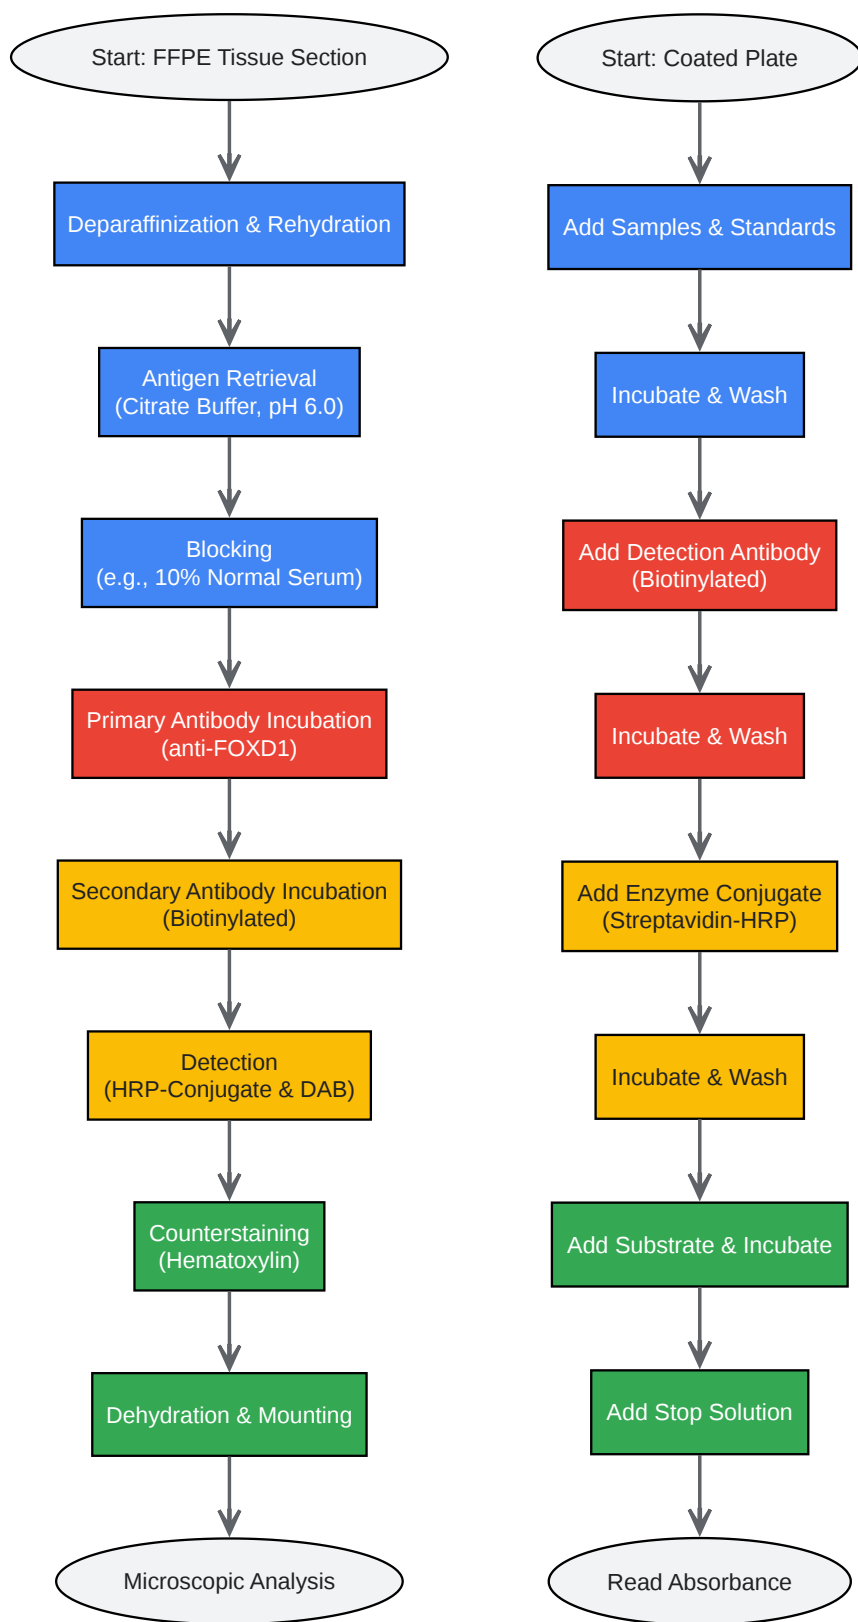 Start: FFPE Tissue Section
Deparaffinization & Rehydration
Antigen Retrieval
(Citrate Buffer, pH 6.0)
Blocking
(e.g., 10% Normal Serum)
Primary Antibody Incubation
(anti-FOXD1)
Secondary Antibody Incubation
(Biotinylated)
Detection
(HRP-Conjugate & DAB)
Counterstaining
(Hematoxylin)
Dehydration & Mounting
Microscopic Analysis
Start: Coated Plate
Add Samples & Standards
Incubate & Wash
Add Detection Antibody
(Biotinylated)
Incubate & Wash
Add Enzyme Conjugate
(Streptavidin-HRP)
Incubate & Wash
Add Substrate & Incubate
Add Stop Solution
Read Absorbance